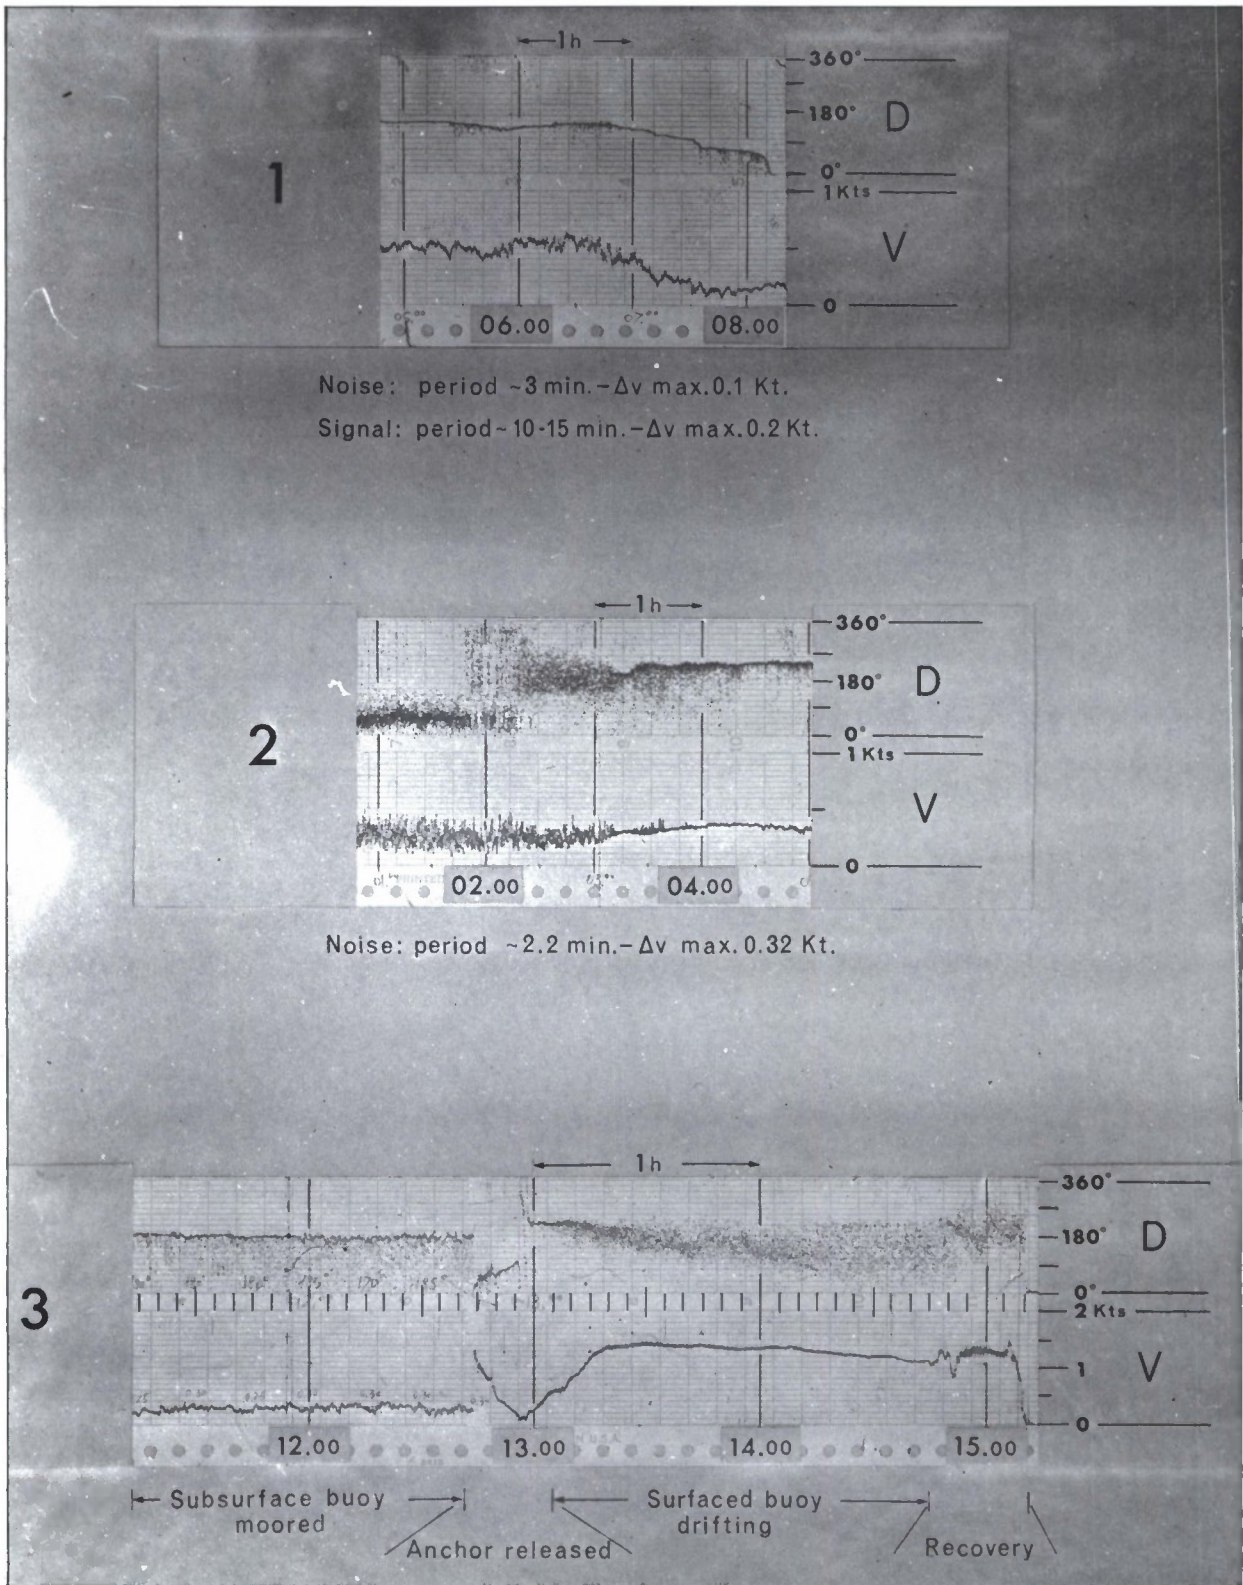 1h
360°
180°
D
0°
1
1 Kts
V
0
06.00 08.00
Noise: period ~3 min.-Δv max.0.1 Kt.
Signal: period~10-15 min.-Δv max.0.2 Kt.
1h
360°
180°
D
0°
2
1 Kts
V
0
02.00 04.00
Noise: period ~2.2 min.-Δv max.0.32 Kt.
1h
360°
180°
D
0°
3
2 Kts
1
V
0
12.00 13.00 14.00 15.00
Subsurface buoy Surfaced buoy
moored drifting
Anchor released Recovery